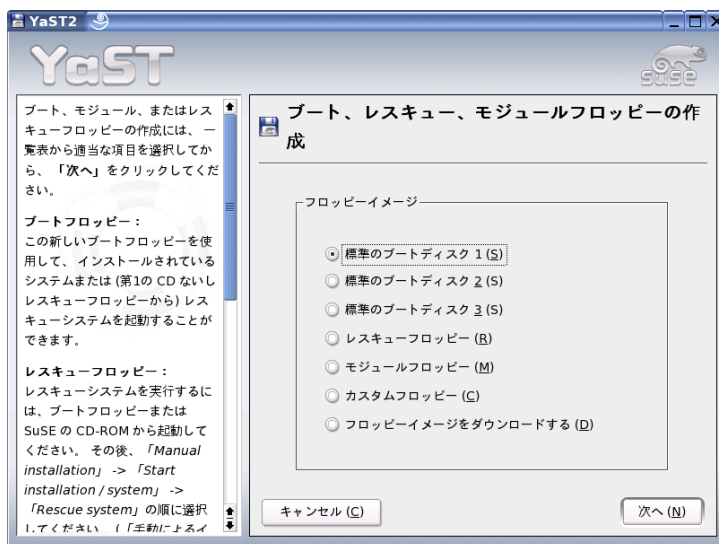 YaST2
YaST
SuSE
ブート、モジュール、またはレス
キューフロッピーの作成には、 一
覧表から適当な項目を選択してか
ら、 「次へ」をクリックしてくだ
さい。
ブートフロッピー：
この新しいブートフロッピーを使
用して、 インストールされている
システムまたは (第1の CD ないし
レスキューフロッピーから) レス
キューシステムを起動することが
できます。
レスキューフロッピー：
レスキューシステムを実行するに
は、ブートフロッピーまたは
SuSE の CD-ROM から起動して
ください。 その後、「Manual
installation」 -> 「Start
installation / system」 ->
「Rescue system」の順に選択
してください。 (「手動によるイ
ブート、レスキュー、モジュールフロッピーの作
成
フロッピーイメージ
標準のブートディスク 1 (S)
標準のブートディスク 2 (S)
標準のブートディスク 3 (S)
レスキューフロッピー (R)
モジュールフロッピー (M)
カスタムフロッピー (C)
フロッピーイメージをダウンロードする (D)
キャンセル (C)
次へ (N)